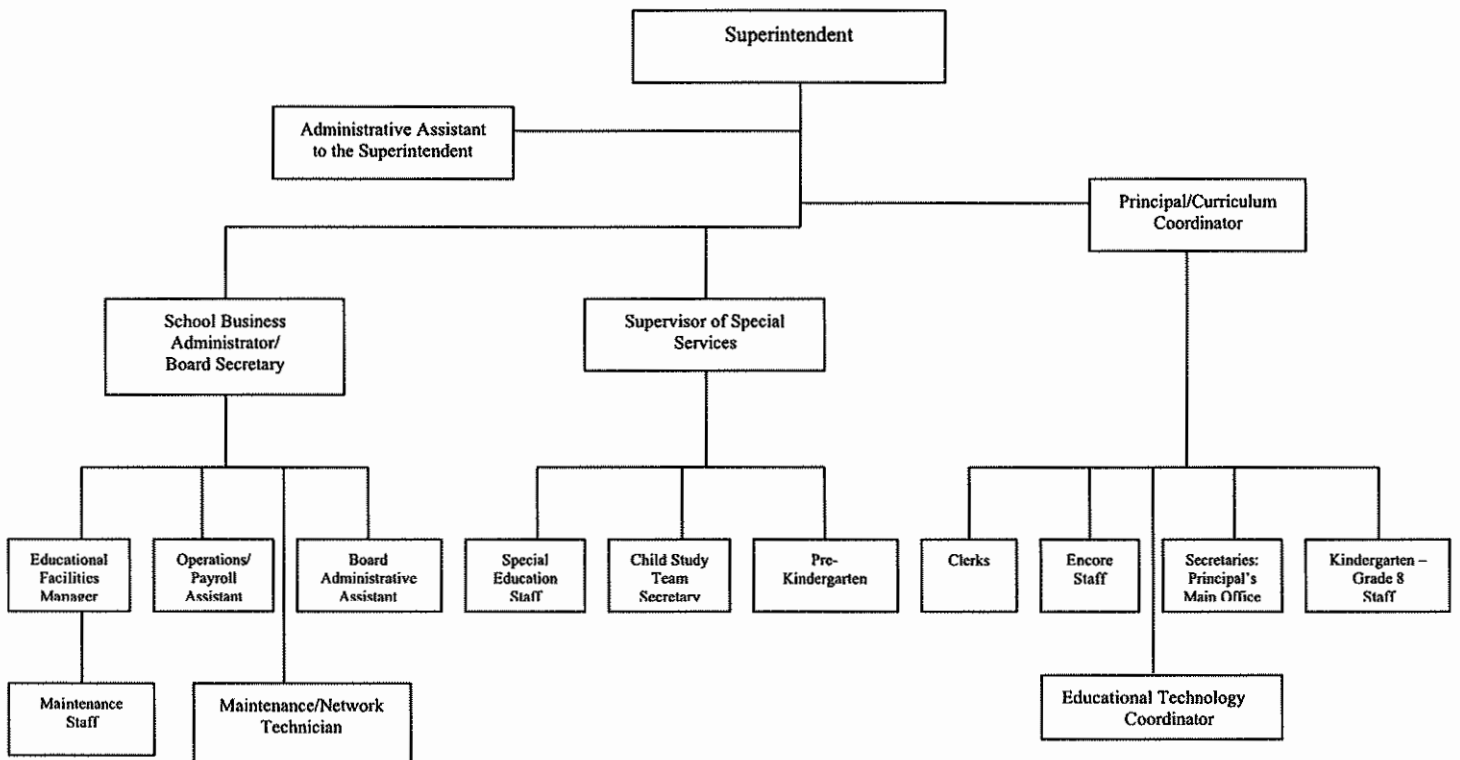 Superintendent
Administrative Assistant
to the Superintendent
Principal/Curriculum
Coordinator
School Business
Administrator/
Board Secretary
Supervisor of Special
Services
Educational
Facilities
Manager
Operations/
Payroll
Assistant
Board
Administrative
Assistant
Special
Education
Staff
Child Study
Team
Secretary
Pre-
Kindergarten
Clerks
Encore
Staff
Secretaries:
Principal's
Main Office
Kindergarten –
Grade 8
Staff
Maintenance
Staff
Maintenance/Network
Technician
Educational Technology
Coordinator